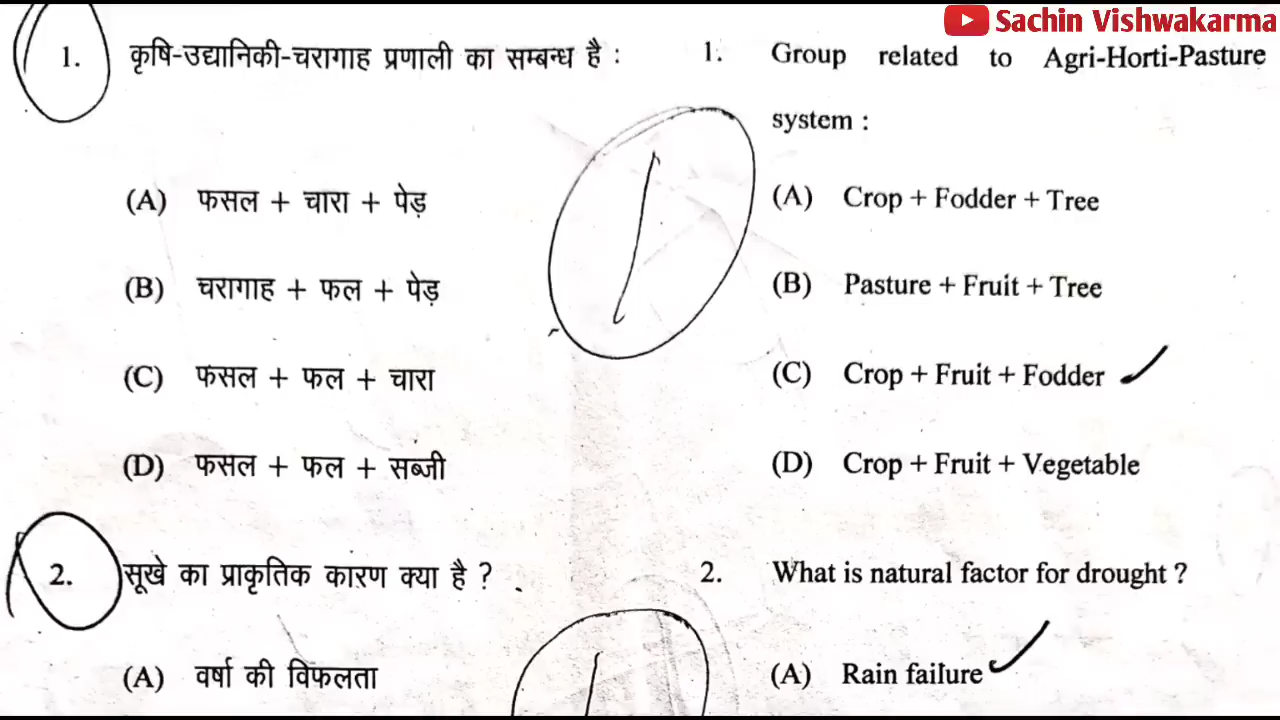 Sachin Vishwakarma
1. कृषि-उद्यानिकी-चरागाह प्रणाली का सम्बन्ध है :
(A) फसल + चारा + पेड़
(B) चरागाह + फल + पेड़
(C) फसल + फल + चारा
(D) फसल + फल + सब्जी
2. सूखे का प्राकृतिक कारण क्या है ?
(A) वर्षा की विफलता
1. Group related to Agri-Horti-Pasture
system :
(A) Crop + Fodder + Tree
(B) Pasture + Fruit + Tree
(C) Crop + Fruit + Fodder
(D) Crop + Fruit + Vegetable
2. What is natural factor for drought ?
(A) Rain failure